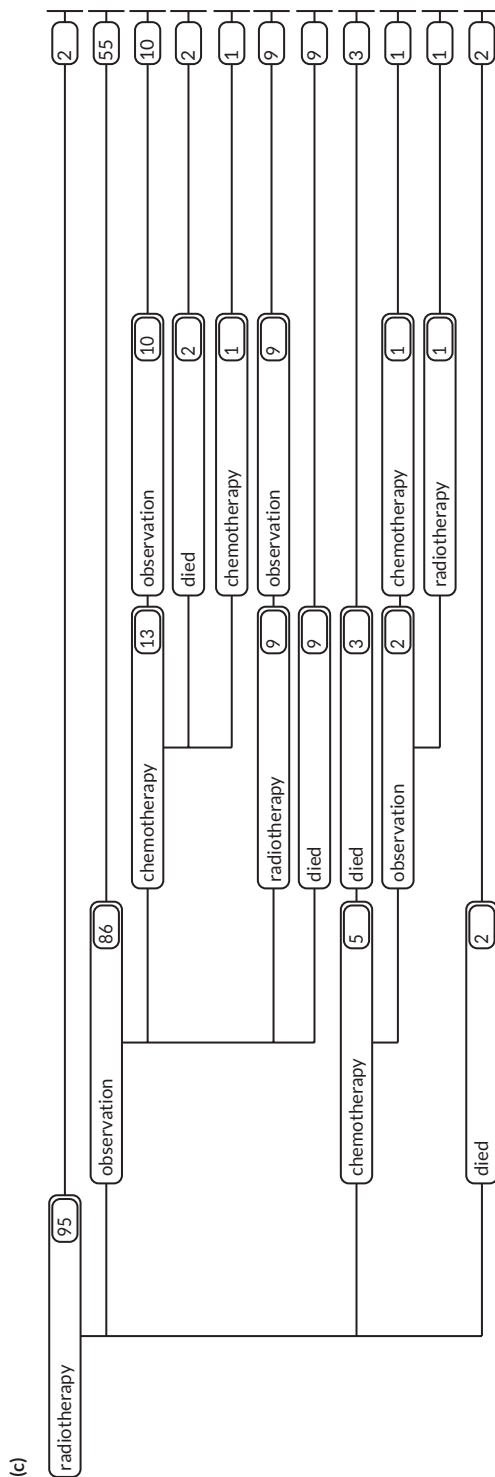 (c)
radiotherapy 95 2
observation 86 55
chemotherapy 13 observation 10 10
died 2 2
chemotherapy 1 1
radiotherapy 9 observation 9 9
died 9 9
chemotherapy 5 died 3 3
observation 2 chemotherapy 1 1
radiotherapy 1 1
died 2 2